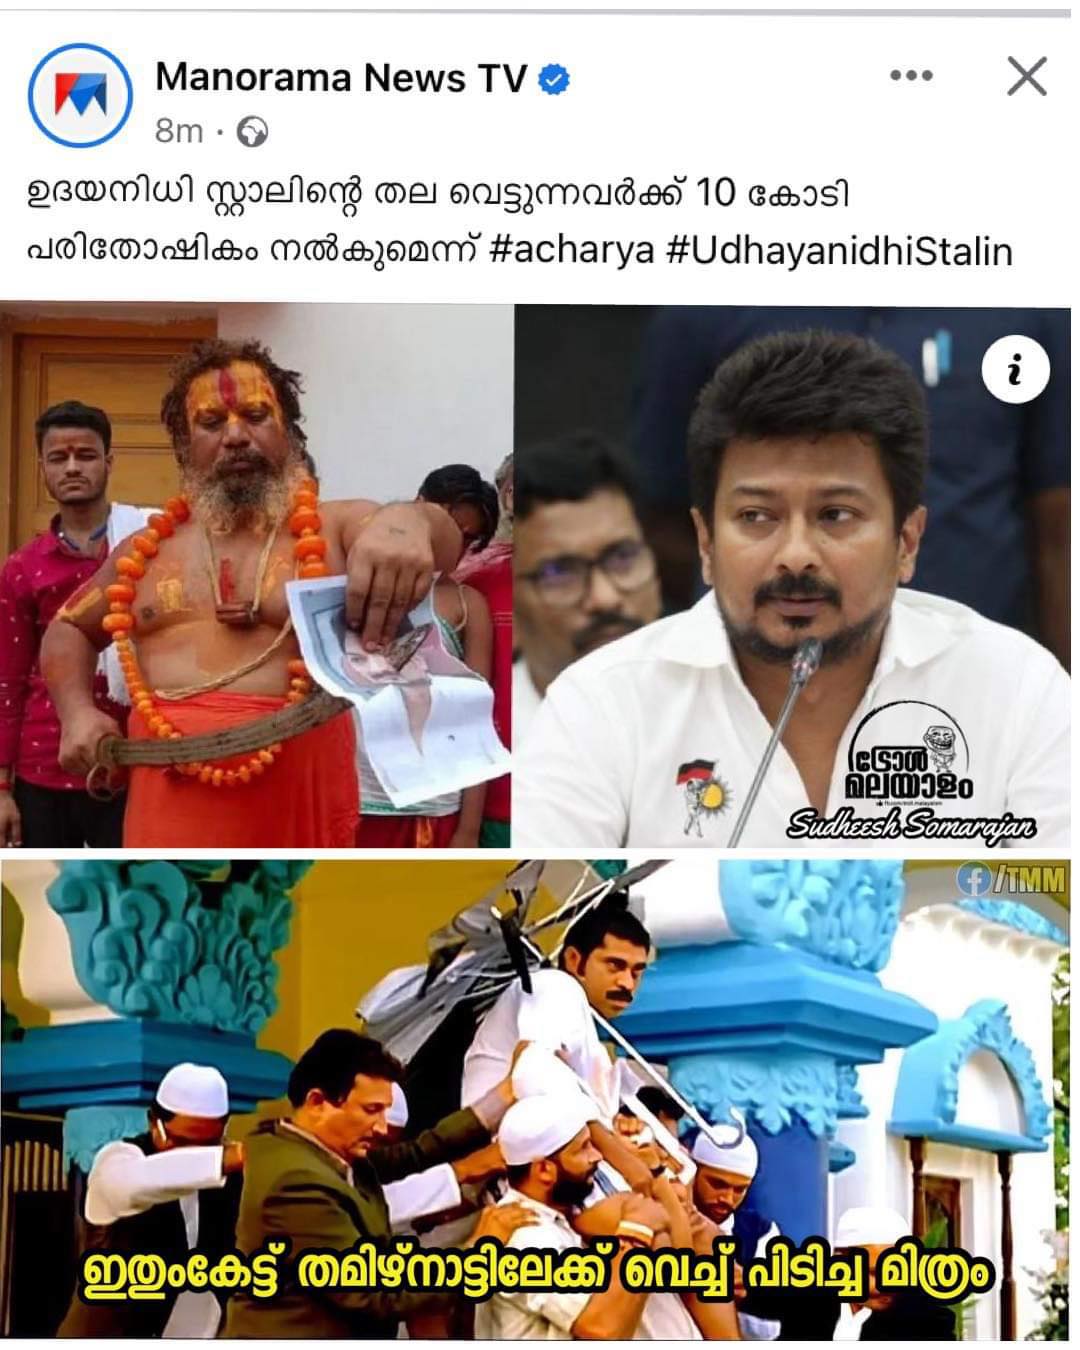 Manorama News TV
8m ·
ഉദയനിധി സ്റ്റാലിന്റെ തല വെട്ടുന്നവർക്ക് 10 കോടി
പരിതോഷികം നൽകുമെന്ന് #acharya #UdhayanidhiStalin
i
ട്രോൾ
മലയാളം
Sudheesh Somarajan
f/TMM
ഇതുംകേട്ട് തമിഴ്നാട്ടിലേക്ക് വെച്ച് പിടിച്ച മിത്രം